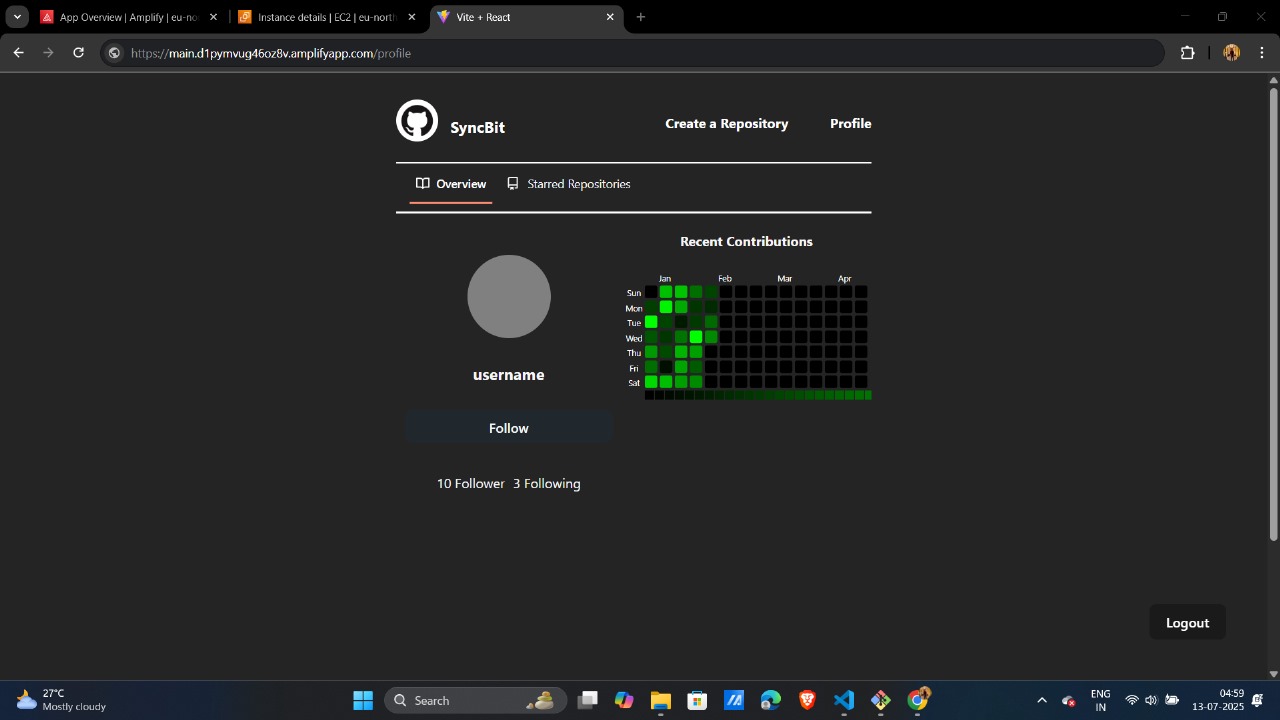 App Overview | Amplify | eu-no
Instance details | EC2 | eu-north
Vite + React
https://main.d1pymvug46oz8v.amplifyapp.com/profile
SyncBit
Create a Repository
Profile
Overview
Starred Repositories
Recent Contributions
Jan Feb Mar Apr
Sun
Mon
Tue
Wed
Thu
Fri
Sat
username
Follow
10 Follower 3 Following
Logout
27°C
Mostly cloudy
Search
ENG
IN
04:59
13-07-2025